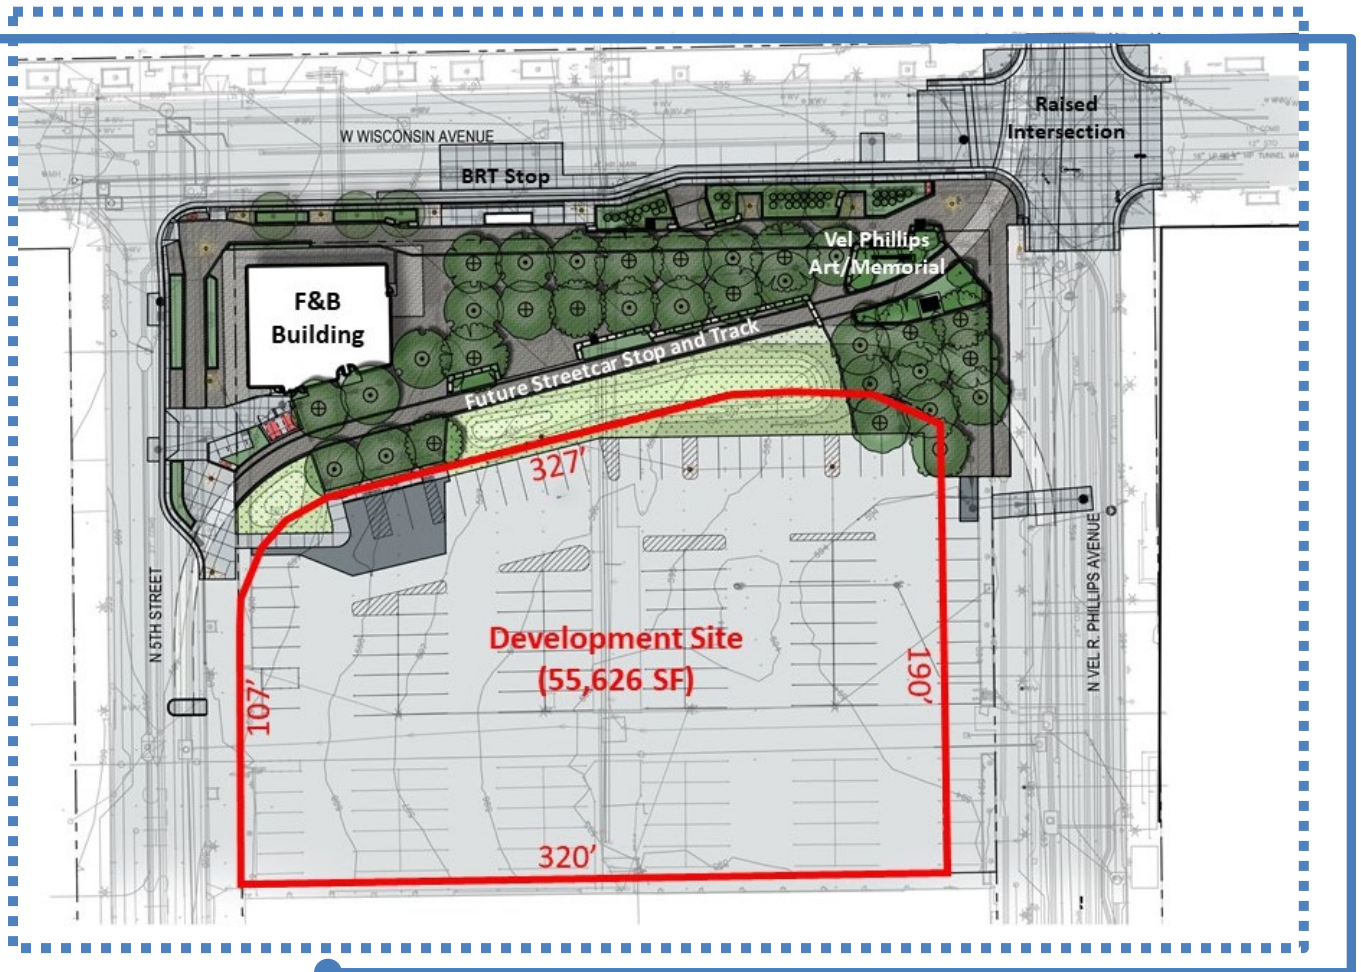 W WISCONSIN AVENUE
Raised
Intersection
BRT Stop
Vel Phillips
Art/Memorial
F&B
Building
Future Streetcar Stop and Track
327'
N 5TH STREET
N VEL R. PHILLIPS AVENUE
Development Site
(55,626 SF)
107'
190'
320'